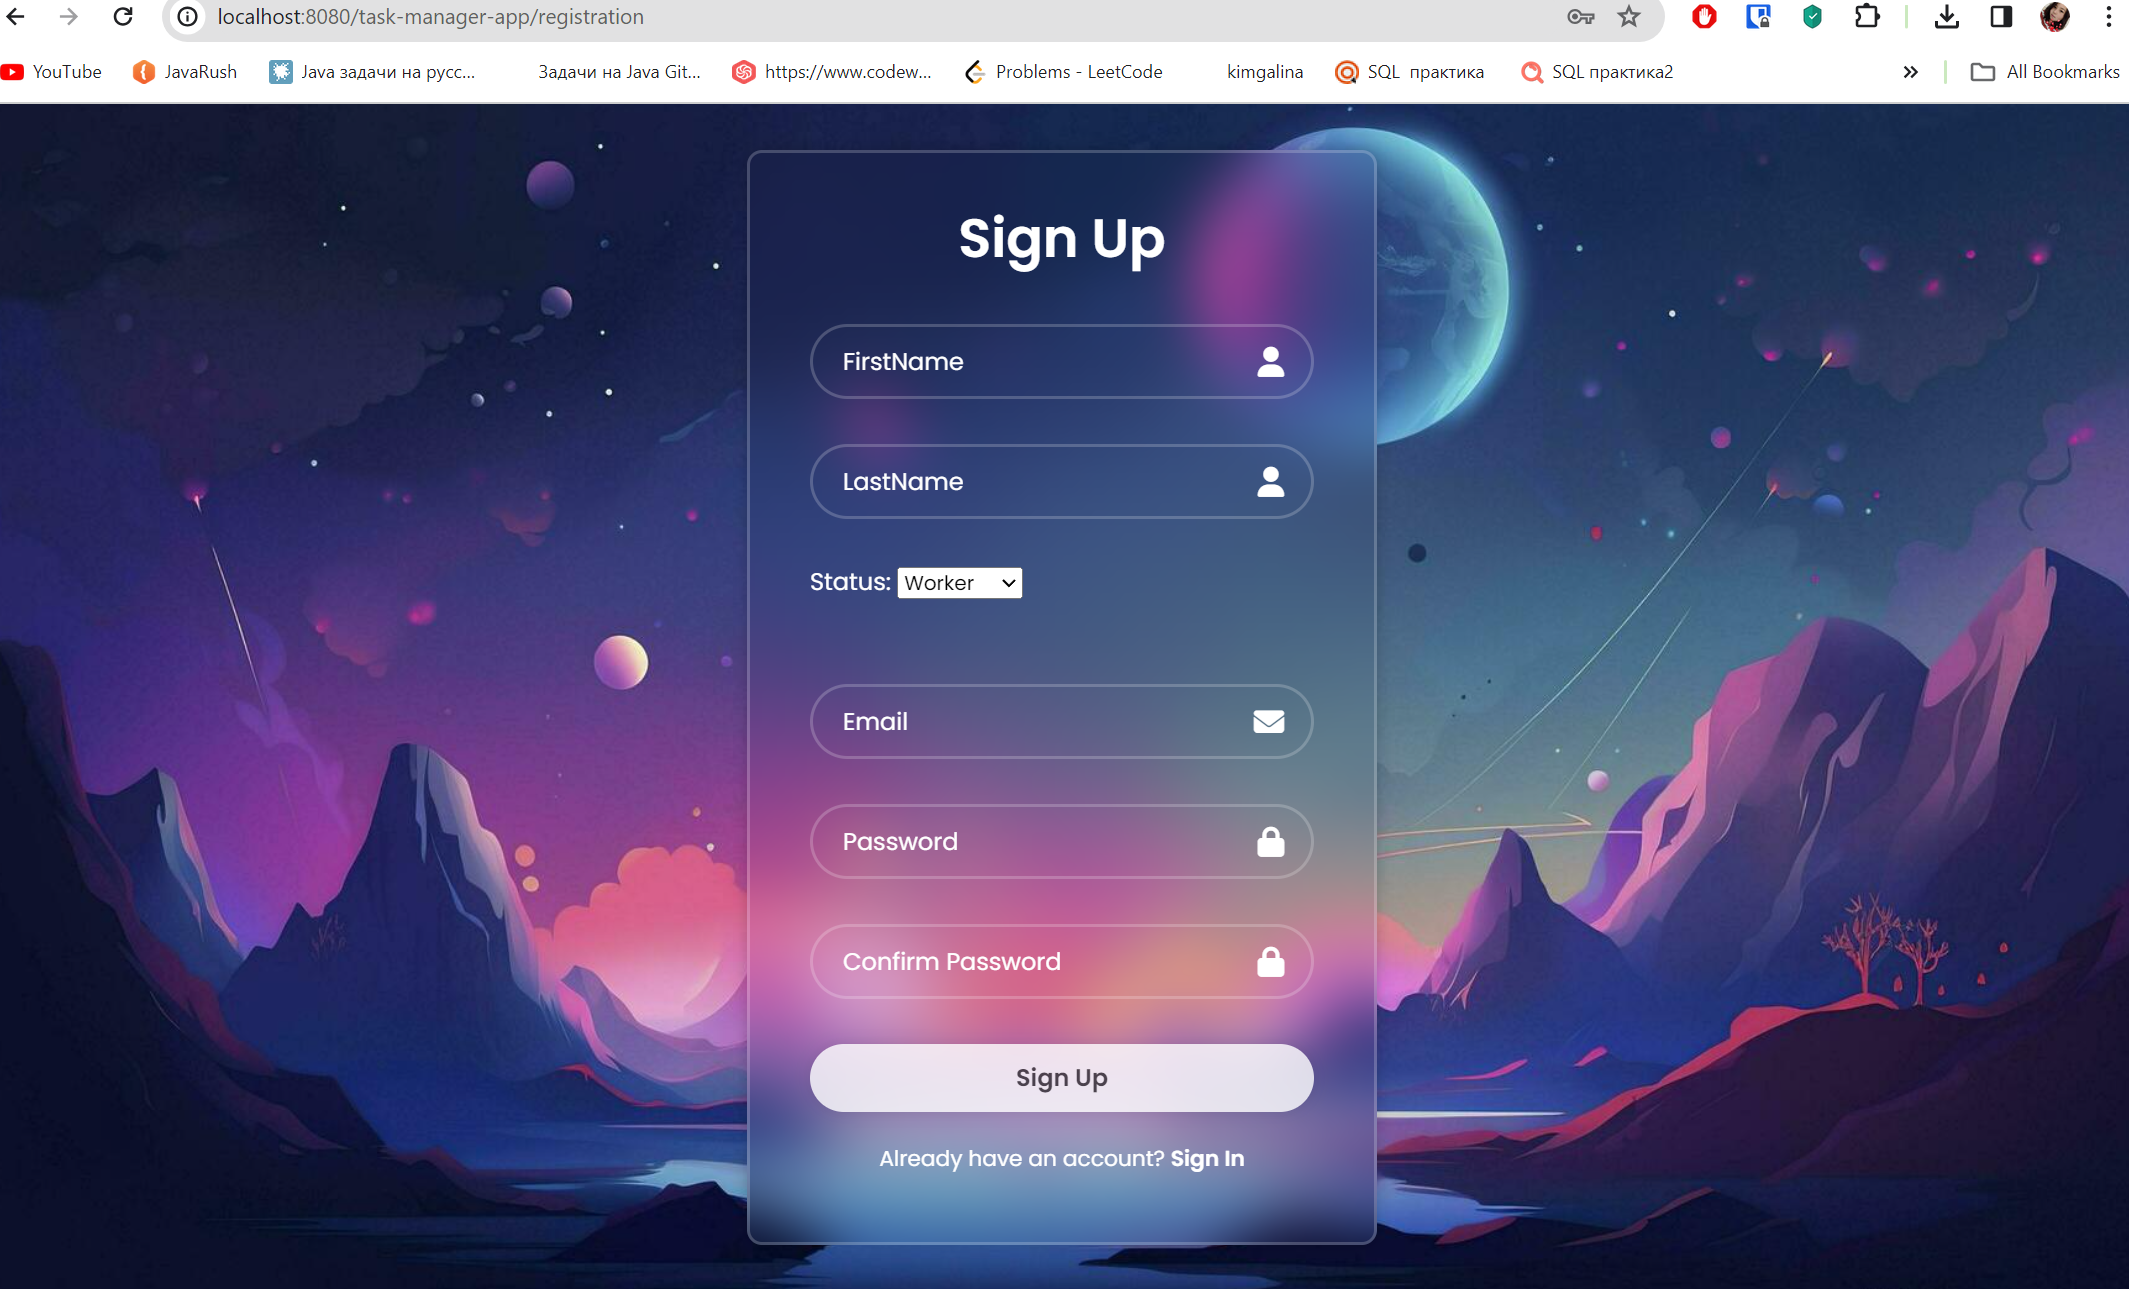 localhost:8080/task-manager-app/registration
YouTube JavaRush Java задачи на русс... Задачи на Java Git... https://www.codew... Problems - LeetCode kimgalina SQL практика SQL практика2 All Bookmarks
Sign Up
FirstName
LastName
Status: Worker
Email
Password
Confirm Password
Sign Up
Already have an account? Sign In